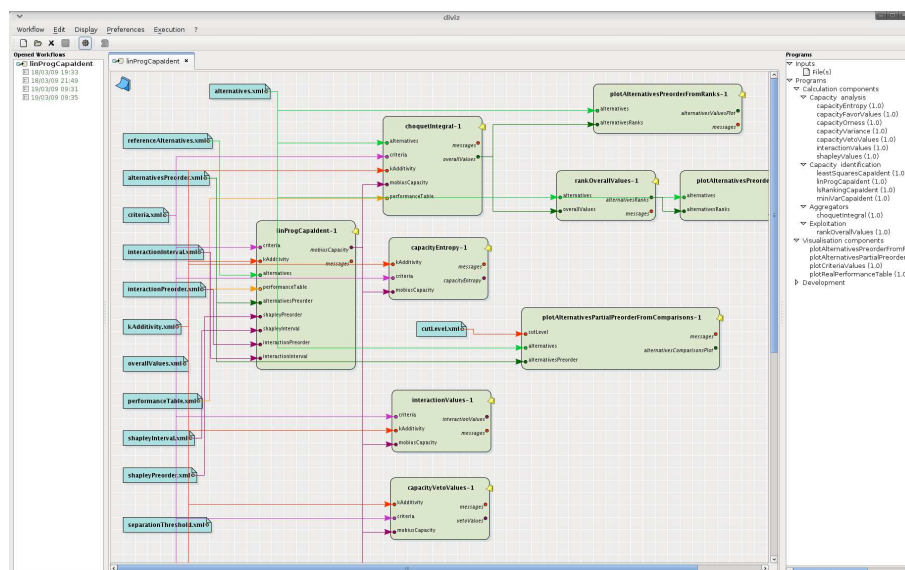 diviz
Workflow Edit Display Preferences Execution ?
Opened Workflows
linProgCapaIdent
18/03/09 19:33
18/03/09 21:49
19/03/09 09:31
19/03/09 09:35
linProgCapaIdent
alternatives.xml
referenceAlternatives.xml
alternativesPreorder.xml
criteria.xml
interactionInterval.xml
interactionPreorder.xml
kAdditivity.xml
overallValues.xml
performanceTable.xml
shapleyInterval.xml
shapleyPreorder.xml
separationThreshold.xml
cutLevel.xml
linProgCapaIdent-1
criteria
mobiusCapacity
kAdditivity
messages
alternatives
performanceTable
alternativesPreorder
shapleyPreorder
shapleyInterval
interactionPreorder
interactionInterval
choquetIntegral-1
alternatives
messages
criteria
overallValues
kAdditivity
mobiusCapacity
performanceTable
capacityEntropy-1
kAdditivity
messages
criteria
capacityEntropy
mobiusCapacity
interactionValues-1
criteria
interactionValues
kAdditivity
messages
mobiusCapacity
capacityVetoValues-1
kAdditivity
messages
criteria
vetoValues
mobiusCapacity
plotAlternativesPreorderFromRanks-1
alternatives
alternativesValuesPlot
alternativesRanks
messages
rankOverallValues-1
alternatives
alternativesRanks
overallValues
messages
plotAlternativesPreorde
alternatives
alternativesRanks
plotAlternativesPartialPreorderFromComparisons-1
cutLevel
messages
alternatives
alternativesComparisonsPlot
alternativesPreorder
Programs
Inputs
File(s)
Programs
Calculation components
Capacity analysis
capacityEntropy (1.0)
capacityFavorValues (1.0)
capacityOrness (1.0)
capacityVariance (1.0)
capacityVetoValues (1.0)
interactionValues (1.0)
shapleyValues (1.0)
Capacity identification
leastSquaresCapaIdent (1.0
linProgCapaIdent (1.0)
lsRankingCapaIdent (1.0)
miniVarCapaIdent (1.0)
Aggregators
choquetIntegral (1.0)
Exploitation
rankOverallValues (1.0)
Visualisation components
plotAlternativesPreorderFromR
plotAlternativesPartialPreorder
plotCriteriaValues (1.0)
plotRealPerformanceTable (1.0
Development